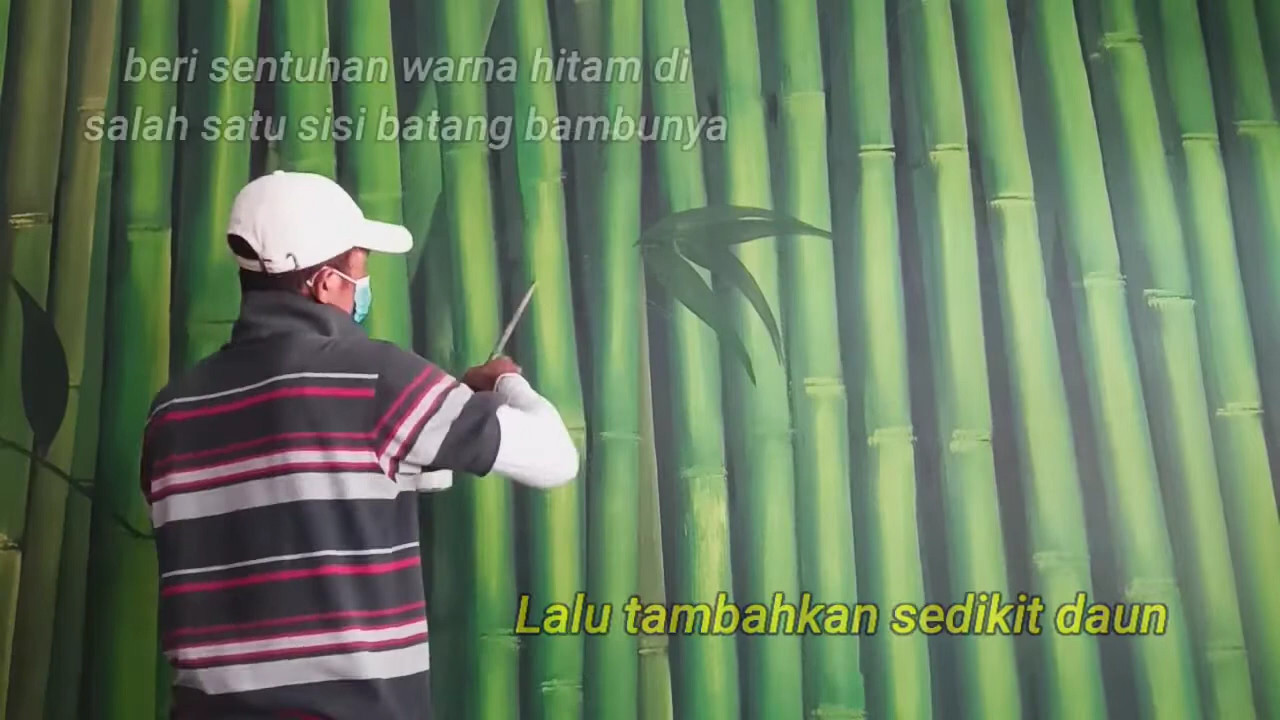 beri sentuhan warna hitam di
salah satu sisi batang bambunya
Lalu tambahkan sedikit daun